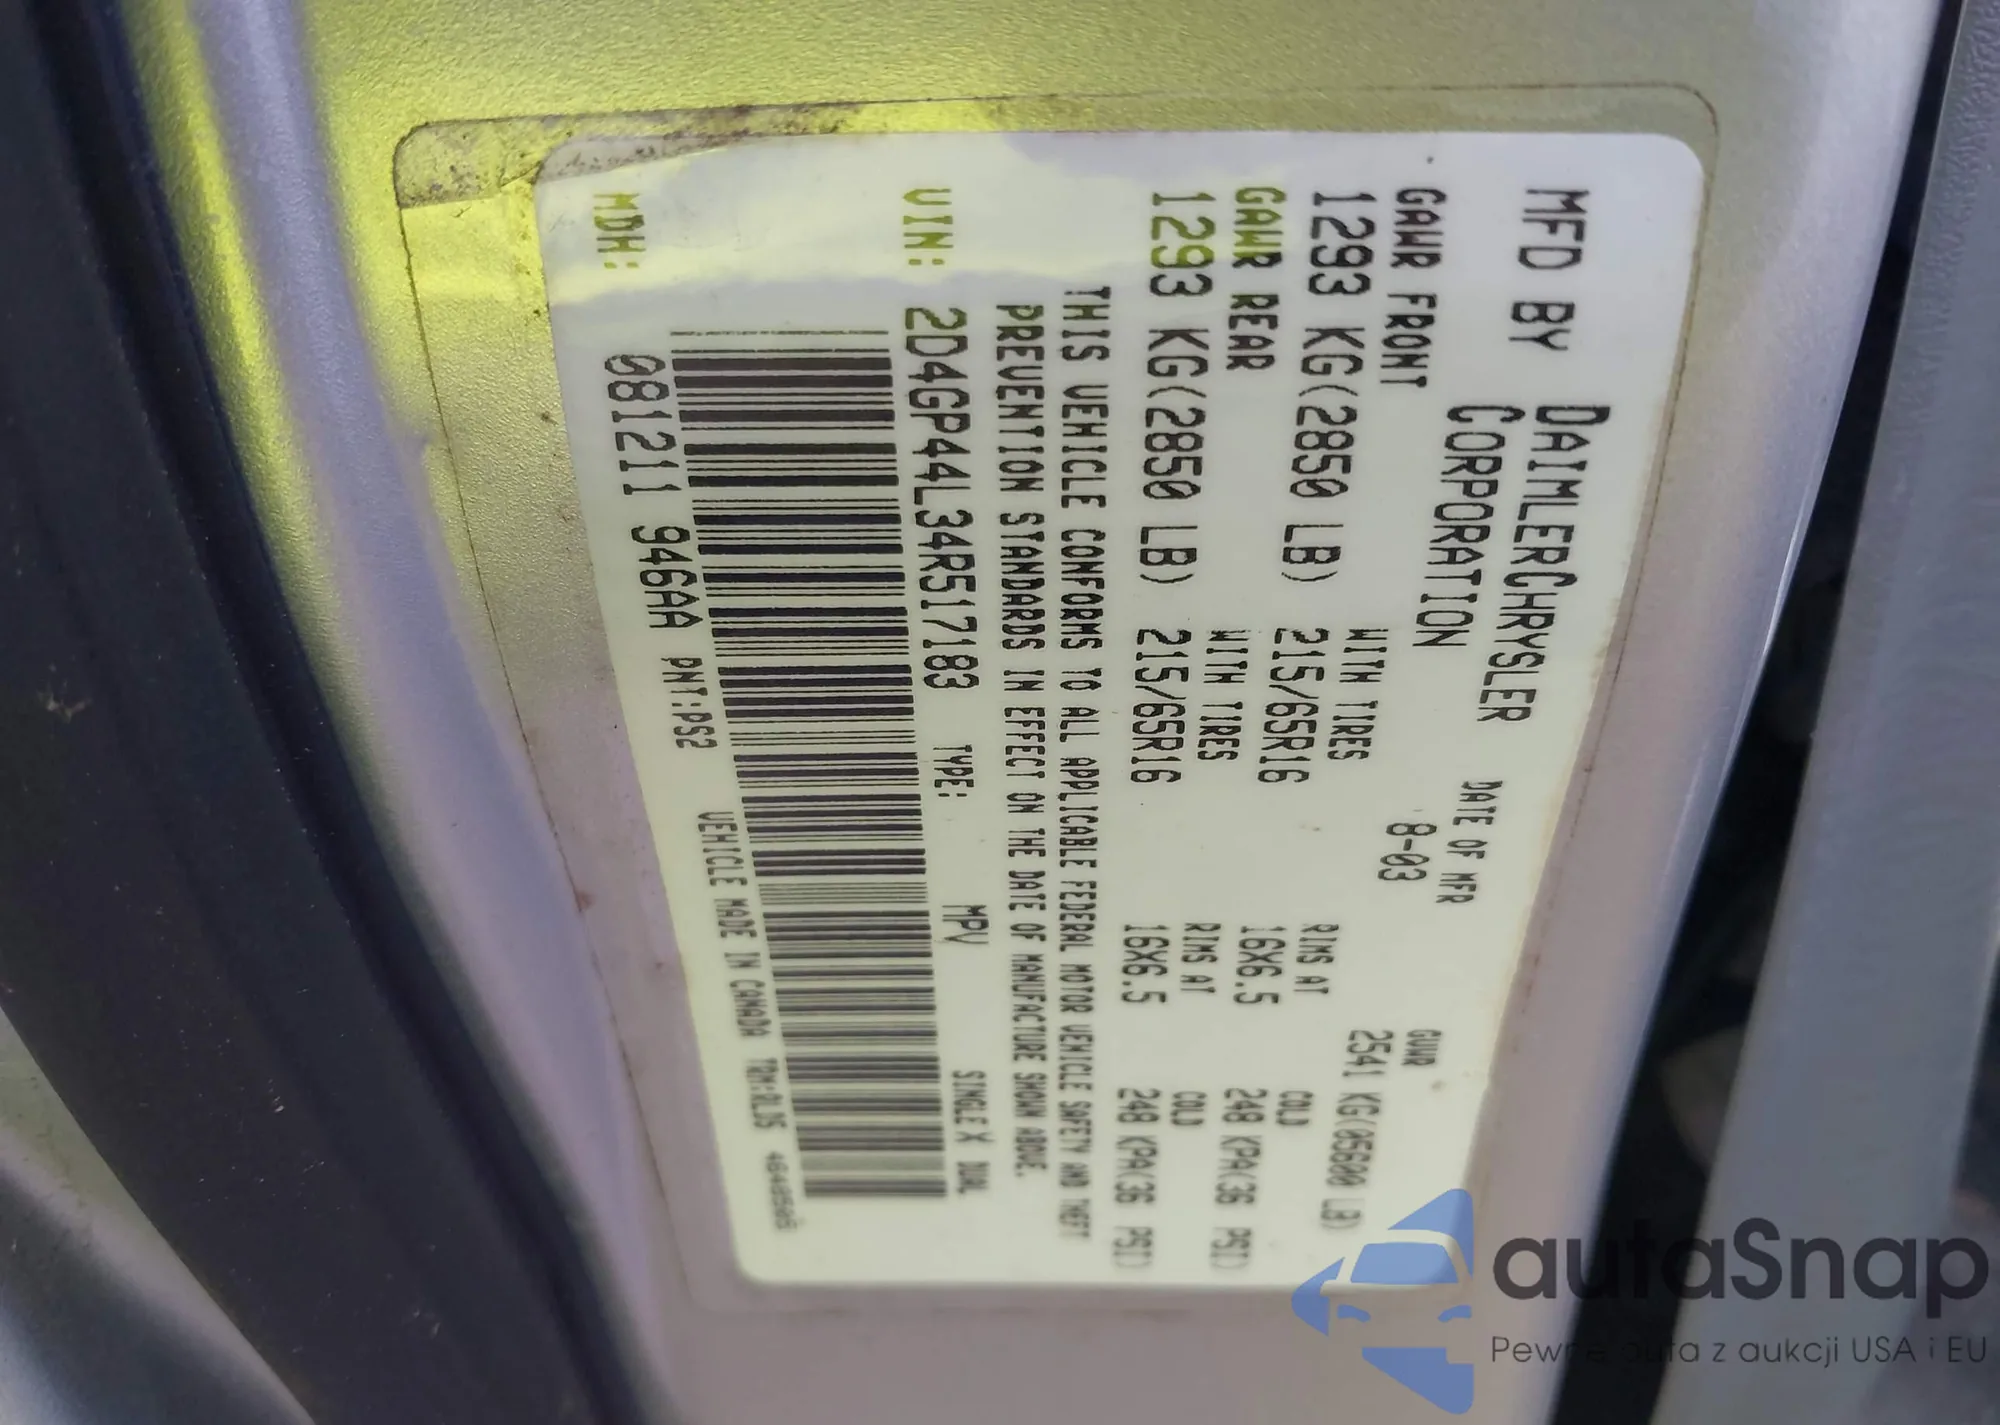 MFD BY DAIMLERCHRYSLER CORPORATION
DATE OF MFR
8-03
GVWR
2541 KG(05600 LB)
GAWR FRONT WITH TIRES RIMS AT COLD
1293 KG(2850 LB) 215/65R16 16X6.5 248 KPA(36 PSI)
GAWR REAR WITH TIRES RIMS AT COLD
1293 KG(2850 LB) 215/65R16 16X6.5 248 KPA(36 PSI)
THIS VEHICLE CONFORMS TO ALL APPLICABLE FEDERAL MOTOR VEHICLE SAFETY AND THEFT
PREVENTION STANDARDS IN EFFECT ON THE DATE OF MANUFACTURE SHOWN ABOVE.
VIN: 2D4GP44L34R517183 TYPE: MPV SINGLE X DUAL
MDH: 081211 946AA PNT:PS2 VEHICLE MADE IN CANADA TRM:QLD5
autaSnap
Pewne auta z aukcji USA i EU